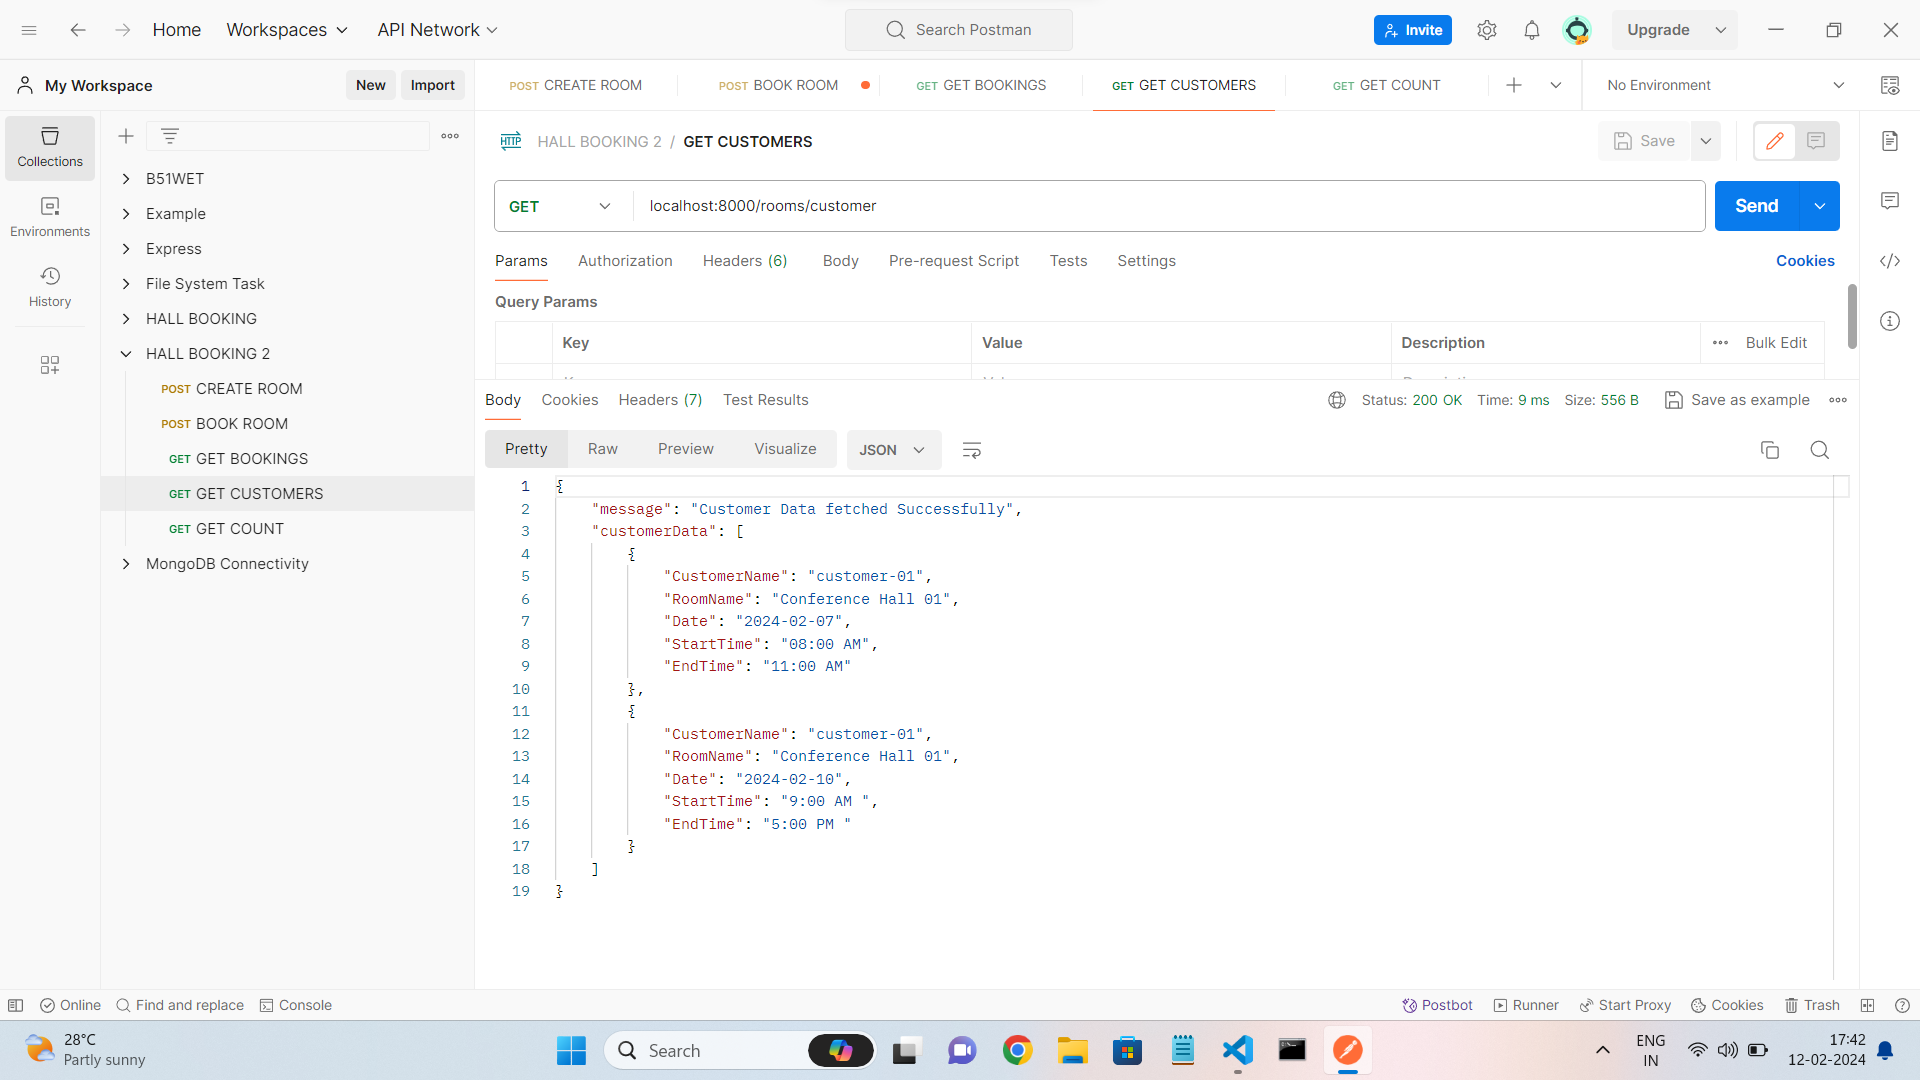 Home Workspaces API Network Search Postman Invite Upgrade
My Workspace New Import POST CREATE ROOM POST BOOK ROOM GET GET BOOKINGS GET GET CUSTOMERS GET GET COUNT No Environment
Collections
Environments
History
B51WET
Example
Express
File System Task
HALL BOOKING
HALL BOOKING 2
POST CREATE ROOM
POST BOOK ROOM
GET GET BOOKINGS
GET GET CUSTOMERS
GET GET COUNT
MongoDB Connectivity
HTTP HALL BOOKING 2 / GET CUSTOMERS Save
GET localhost:8000/rooms/customer Send
Params Authorization Headers (6) Body Pre-request Script Tests Settings Cookies
Query Params
Key Value Description Bulk Edit
Body Cookies Headers (7) Test Results Status: 200 OK Time: 9 ms Size: 556 B Save as example
Pretty Raw Preview Visualize JSON
1 {
2 "message": "Customer Data fetched Successfully",
3 "customerData": [
4 {
5 "CustomerName": "customer-01",
6 "RoomName": "Conference Hall 01",
7 "Date": "2024-02-07",
8 "StartTime": "08:00 AM",
9 "EndTime": "11:00 AM"
10 },
11 {
12 "CustomerName": "customer-01",
13 "RoomName": "Conference Hall 01",
14 "Date": "2024-02-10",
15 "StartTime": "9:00 AM ",
16 "EndTime": "5:00 PM "
17 }
18 ]
19 }
Online Find and replace Console Postbot Runner Start Proxy Cookies Trash
28°C
Partly sunny
Search
ENG
IN
17:42
12-02-2024